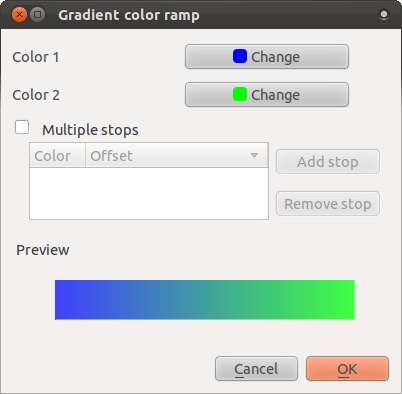 Gradient color ramp
Color 1 Change
Color 2 Change
Multiple stops
Color Offset
Add stop
Remove stop
Preview
Cancel OK